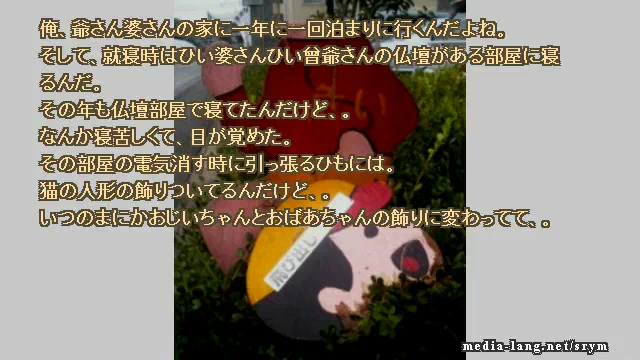 俺、爺さん婆さんの家に一年に一回泊まりに行くんだよね。
そして、就寝時はひい婆さんひい曾爺さんの仏壇がある部屋に寝
るんだ。
その年も仏壇部屋で寝てたんだけど、。
なんか寝苦しくて、目が覚めた。
その部屋の電気消す時に引っ張るひもには。
猫の人形の飾りついてるんだけど、。
いつのまにかおじいちゃんとおばあちゃんの飾りに変わってて、。
飛び出し
media-lang.net/srym